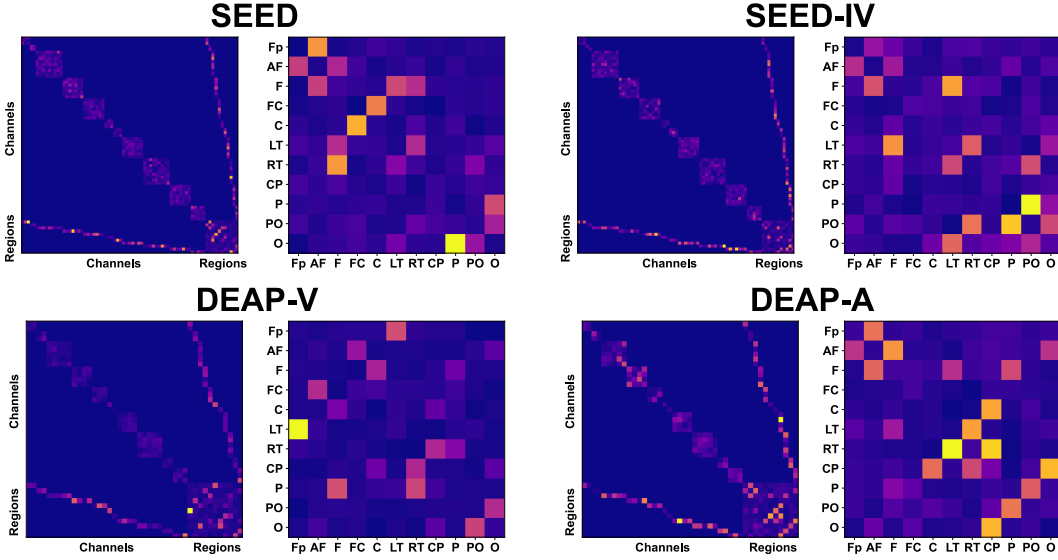 SEED
SEED-IV
Channels
Regions
Channels
Regions
Fp
AF
F
FC
C
LT
RT
CP
P
PO
O
Fp AF F FC C LT RT CP P PO O
Channels
Regions
Channels
Regions
Fp
AF
F
FC
C
LT
RT
CP
P
PO
O
Fp AF F FC C LT RT CP P PO O
DEAP-V
DEAP-A
Channels
Regions
Channels
Regions
Fp
AF
F
FC
C
LT
RT
CP
P
PO
O
Fp AF F FC C LT RT CP P PO O
Channels
Regions
Channels
Regions
Fp
AF
F
FC
C
LT
RT
CP
P
PO
O
Fp AF F FC C LT RT CP P PO O